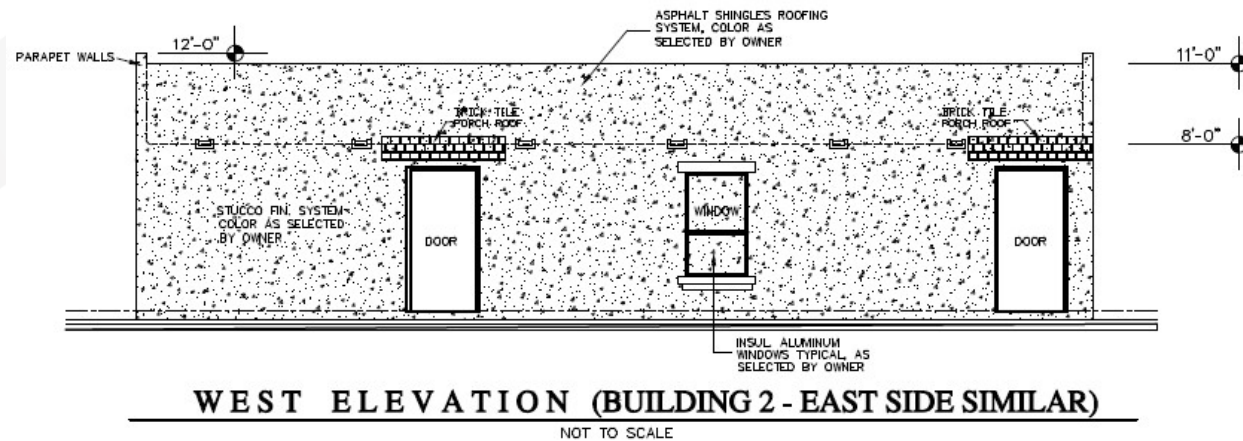 ASPHALT SHINGLES ROOFING
SYSTEM, COLOR AS
SELECTED BY OWNER
PARAPET WALLS
12'-0"
11'-0"
BRICK TILE
PORCH ROOF
BRICK TILE
PORCH ROOF
8'-0"
STUCCO FIN. SYSTEM
COLOR AS SELECTED
BY OWNER
DOOR
WINDOW
DOOR
INSUL ALUMINUM
WINDOWS TYPICAL, AS
SELECTED BY OWNER
WEST ELEVATION (BUILDING 2 - EAST SIDE SIMILAR)
NOT TO SCALE